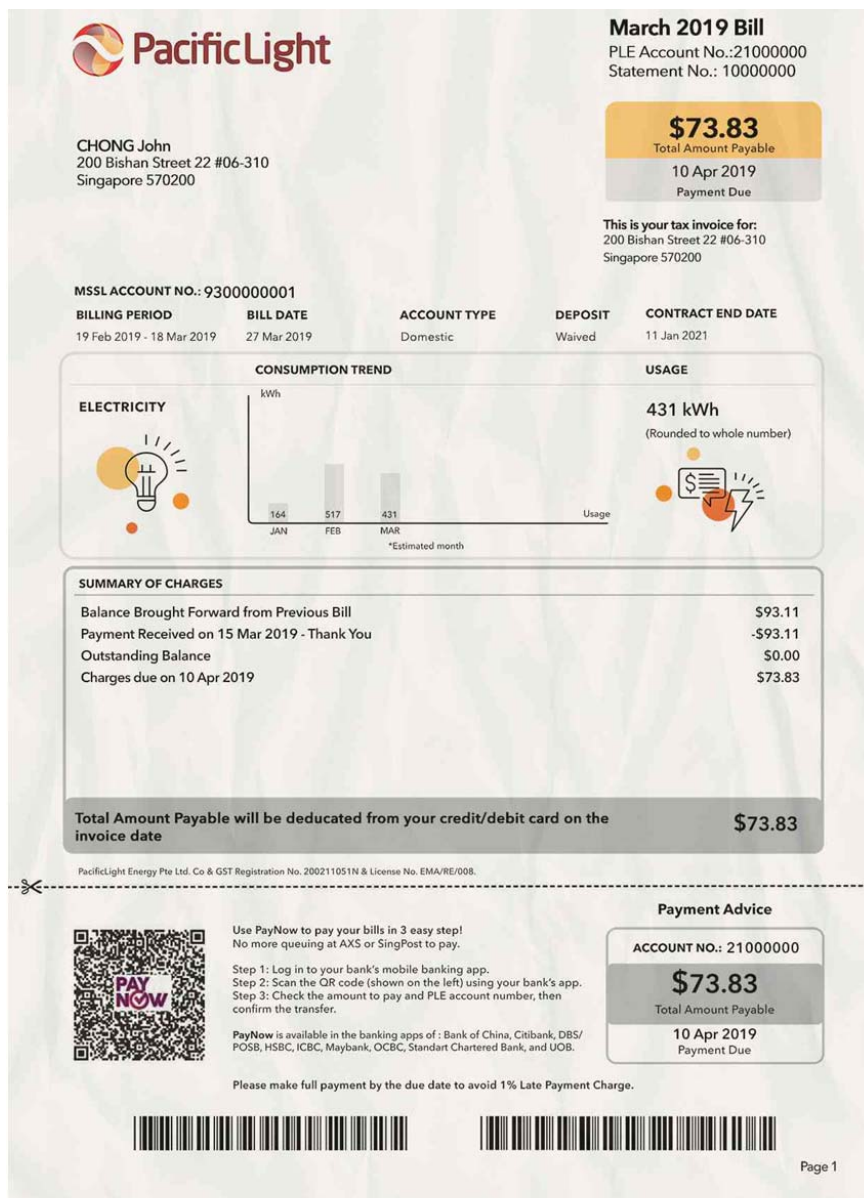 PacificLight
March 2019 Bill
PLE Account No.:21000000
Statement No.: 10000000
$73.83
Total Amount Payable
10 Apr 2019
Payment Due
CHONG John
200 Bishan Street 22 #06-310
Singapore 570200
This is your tax invoice for:
200 Bishan Street 22 #06-310
Singapore 570200
MSSL ACCOUNT NO.: 9300000001
BILLING PERIOD BILL DATE ACCOUNT TYPE DEPOSIT CONTRACT END DATE
19 Feb 2019 - 18 Mar 2019 27 Mar 2019 Domestic Waived 11 Jan 2021
CONSUMPTION TREND USAGE
kWh
ELECTRICITY
431 kWh
(Rounded to whole number)
$
164 517 431 Usage
JAN FEB MAR
*Estimated month
SUMMARY OF CHARGES
Balance Brought Forward from Previous Bill $93.11
Payment Received on 15 Mar 2019 - Thank You -$93.11
Outstanding Balance $0.00
Charges due on 10 Apr 2019 $73.83
Total Amount Payable will be deducated from your credit/debit card on the
invoice date
$73.83
PacificLight Energy Pte Ltd. Co & GST Registration No. 200211051N & License No. EMA/RE/008.
Payment Advice
ACCOUNT NO.: 21000000
$73.83
Total Amount Payable
10 Apr 2019
Payment Due
PAY
NOW
Use PayNow to pay your bills in 3 easy step!
No more queuing at AXS or SingPost to pay.
Step 1: Log in to your bank's mobile banking app.
Step 2: Scan the QR code (shown on the left) using your bank's app.
Step 3: Check the amount to pay and PLE account number, then
confirm the transfer.
PayNow is available in the banking apps of : Bank of China, Citibank, DBS/
POSB, HSBC, ICBC, Maybank, OCBC, Standart Chartered Bank, and UOB.
Please make full payment by the due date to avoid 1% Late Payment Charge.
Page 1